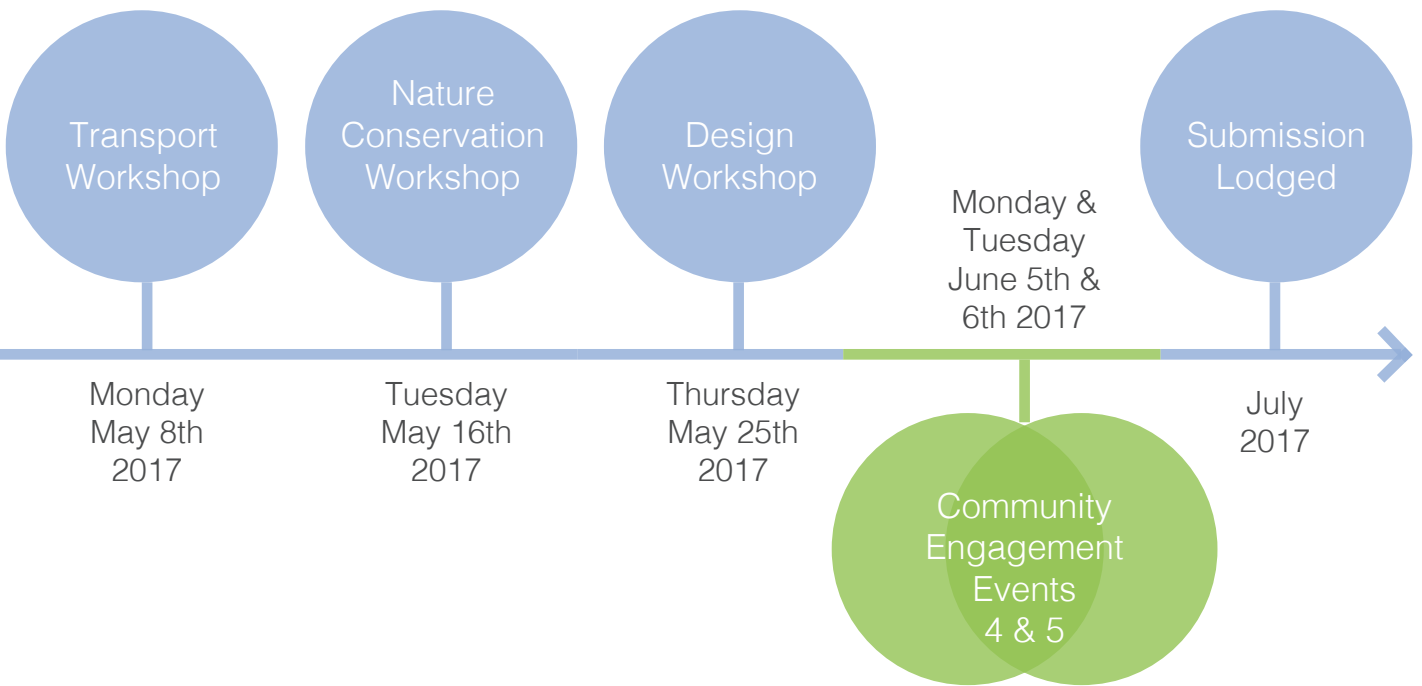 Transport
Workshop
Monday
May 8th
2017
Nature
Conservation
Workshop
Tuesday
May 16th
2017
Design
Workshop
Thursday
May 25th
2017
Monday &
Tuesday
June 5th &
6th 2017
Community
Engagement
Events
4 & 5
Submission
Lodged
July
2017